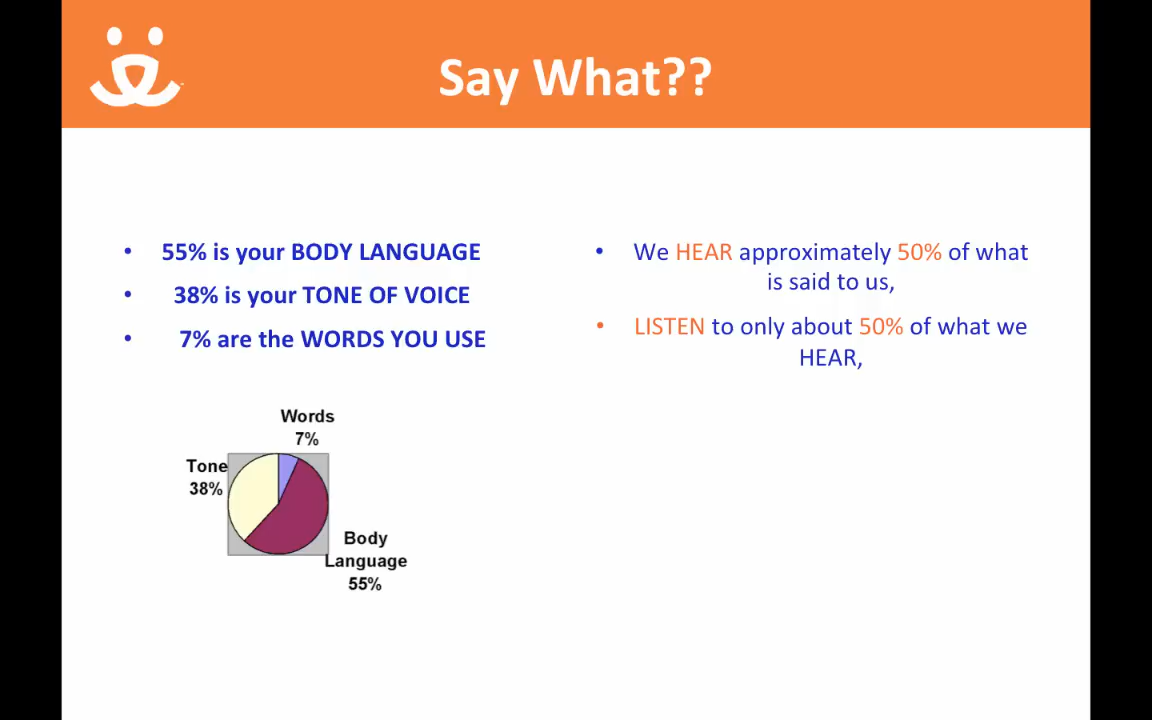 Say What??
• 55% is your BODY LANGUAGE
• 38% is your TONE OF VOICE
• 7% are the WORDS YOU USE
• We HEAR approximately 50% of what
is said to us,
• LISTEN to only about 50% of what we
HEAR,
Words
7%
Tone
38%
Body
Language
55%